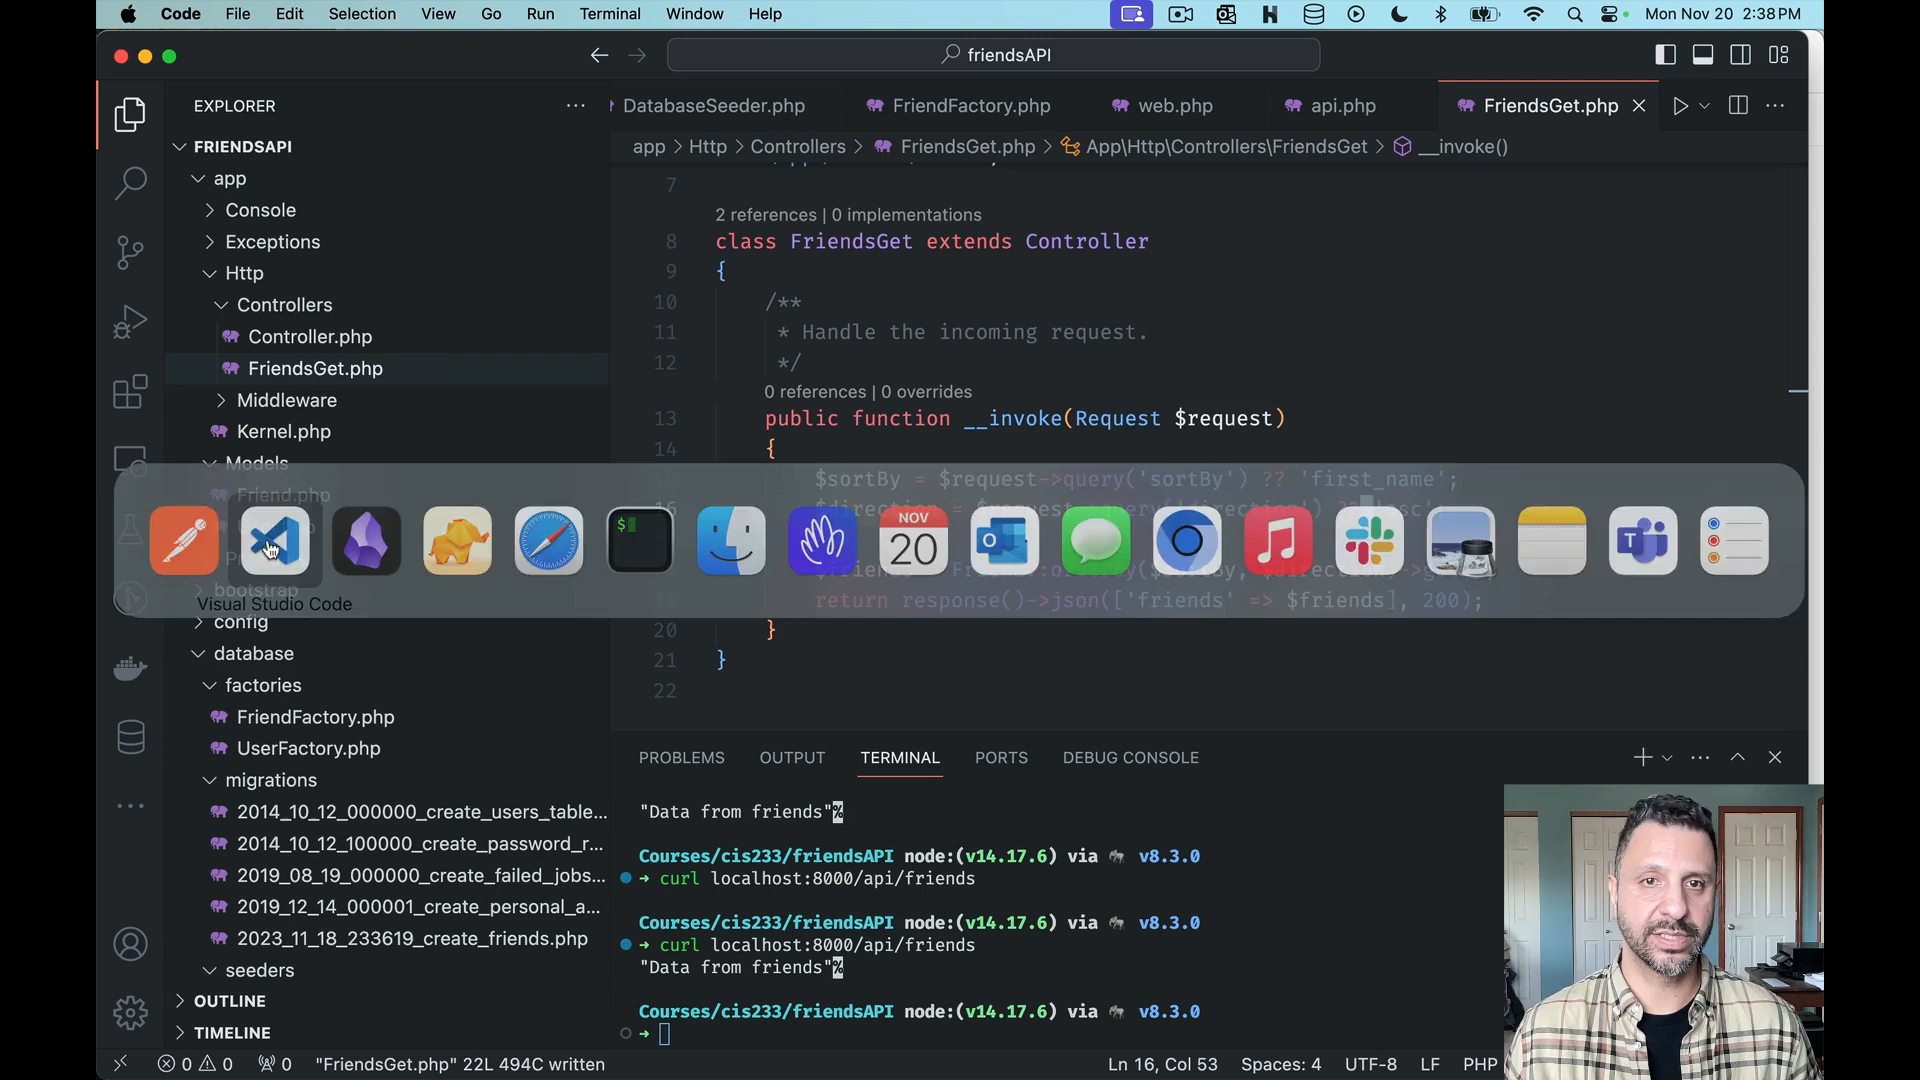 Code File Edit Selection View Go Run Terminal Window Help Mon Nov 20 2:38 PM
friendsAPI
EXPLORER
FRIENDSAPI
app
Console
Exceptions
Http
Controllers
Controller.php
FriendsGet.php
Middleware
Kernel.php
Models
Friend.php
bootstrap
config
database
factories
FriendFactory.php
UserFactory.php
migrations
2014_10_12_000000_create_users_table...
2014_10_12_100000_create_password_r...
2019_08_19_000000_create_failed_jobs...
2019_12_14_000001_create_personal_a...
2023_11_18_233619_create_friends.php
seeders
OUTLINE
TIMELINE
DatabaseSeeder.php FriendFactory.php web.php api.php FriendsGet.php
app > Http > Controllers > FriendsGet.php > App\Http\Controllers\FriendsGet > __invoke()
7
2 references | 0 implementations
8 class FriendsGet extends Controller
9 {
10 /**
11 * Handle the incoming request.
12 */
0 references | 0 overrides
13 public function __invoke(Request $request)
14 {
$sortBy = $request->query('sortBy') ?? 'first_name';
return response()->json(['friends' => $friends], 200);
20 }
21 }
22
$
NOV
20
Visual Studio Code
PROBLEMS OUTPUT TERMINAL PORTS DEBUG CONSOLE
"Data from friends"%
Courses/cis233/friendsAPI node:(v14.17.6) via 🐘 v8.3.0
➜ curl localhost:8000/api/friends
Courses/cis233/friendsAPI node:(v14.17.6) via 🐘 v8.3.0
➜ curl localhost:8000/api/friends
"Data from friends"%
Courses/cis233/friendsAPI node:(v14.17.6) via 🐘 v8.3.0
➜
0 0 0 "FriendsGet.php" 22L 494C written Ln 16, Col 53 Spaces: 4 UTF-8 LF PHP